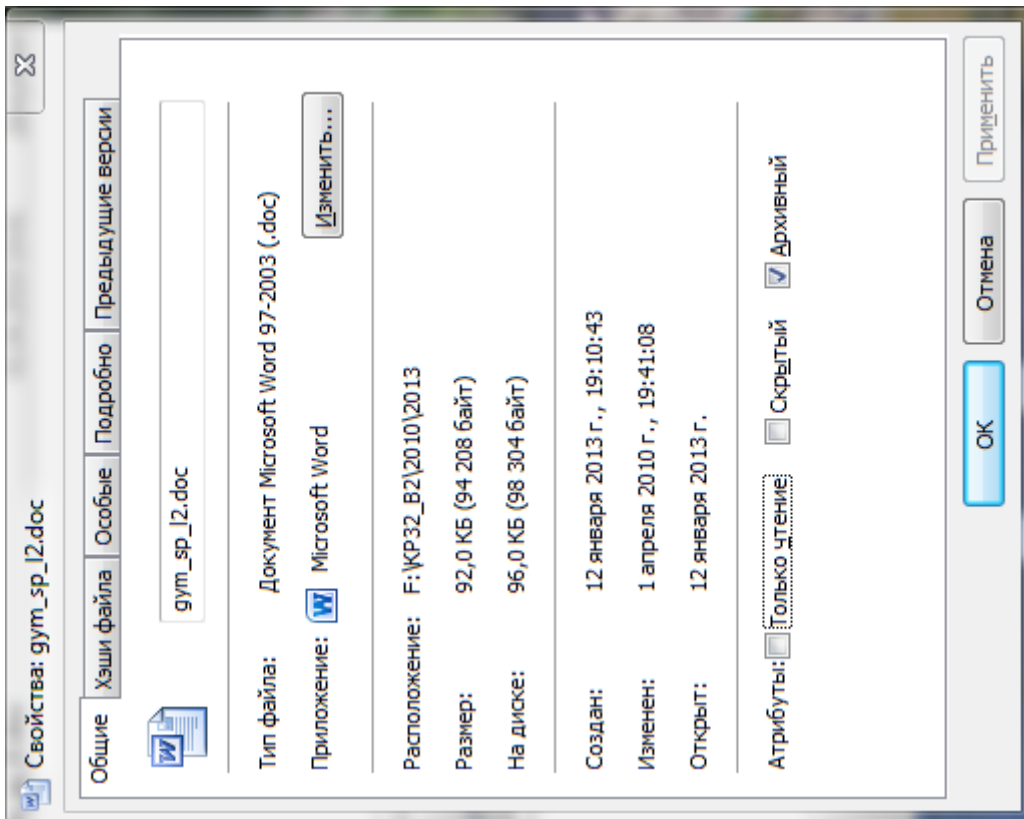 Свойства: gym_sp_l2.doc
Общие Хэши файла Особые Подробно Предыдущие версии
gym_sp_l2.doc
Тип файла: Документ Microsoft Word 97-2003 (.doc)
Приложение: Microsoft Word Изменить...
Расположение: F:\KP32_B2\2010\2013
Размер: 92,0 КБ (94 208 байт)
На диске: 96,0 КБ (98 304 байт)
Создан: 12 января 2013 г., 19:10:43
Изменен: 1 апреля 2010 г., 19:41:08
Открыт: 12 января 2013 г.
Атрибуты: Только чтение Скрытый Архивный
ОК Отмена Применить